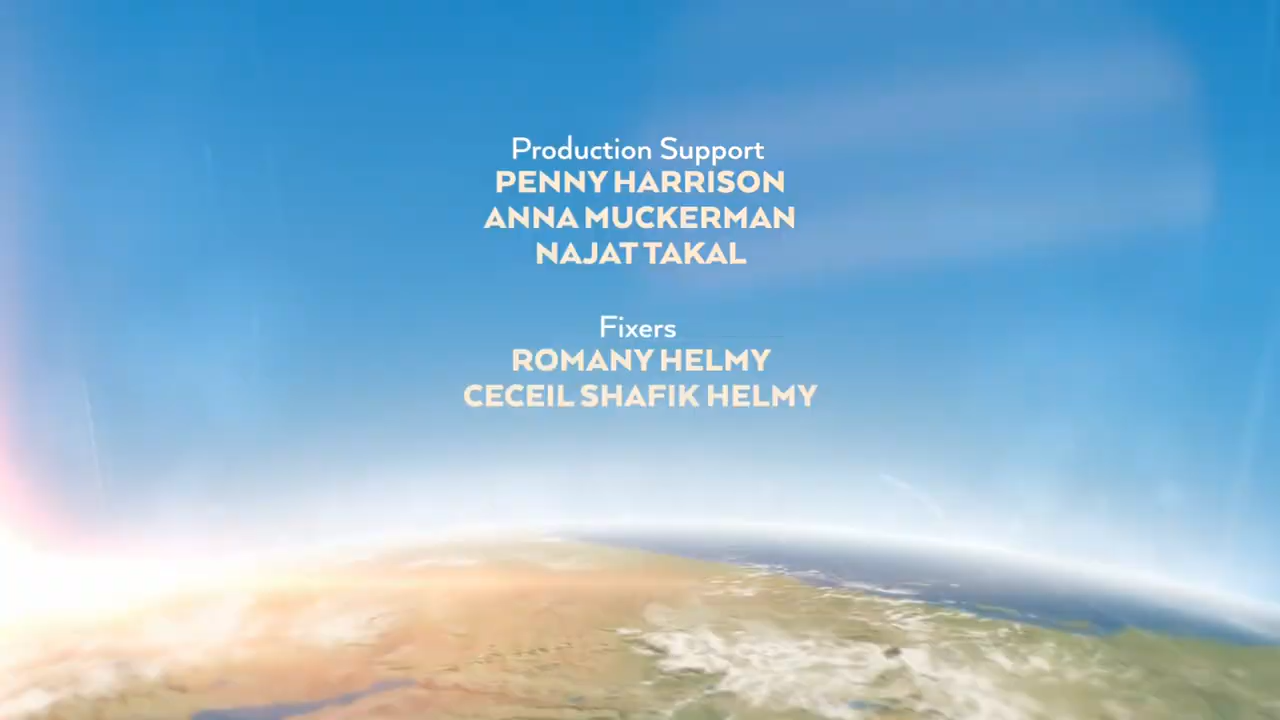 Production Support
PENNY HARRISON
ANNA MUCKERMAN
NAJAT TAKAL
Fixers
ROMANY HELMY
CECEIL SHAFIK HELMY